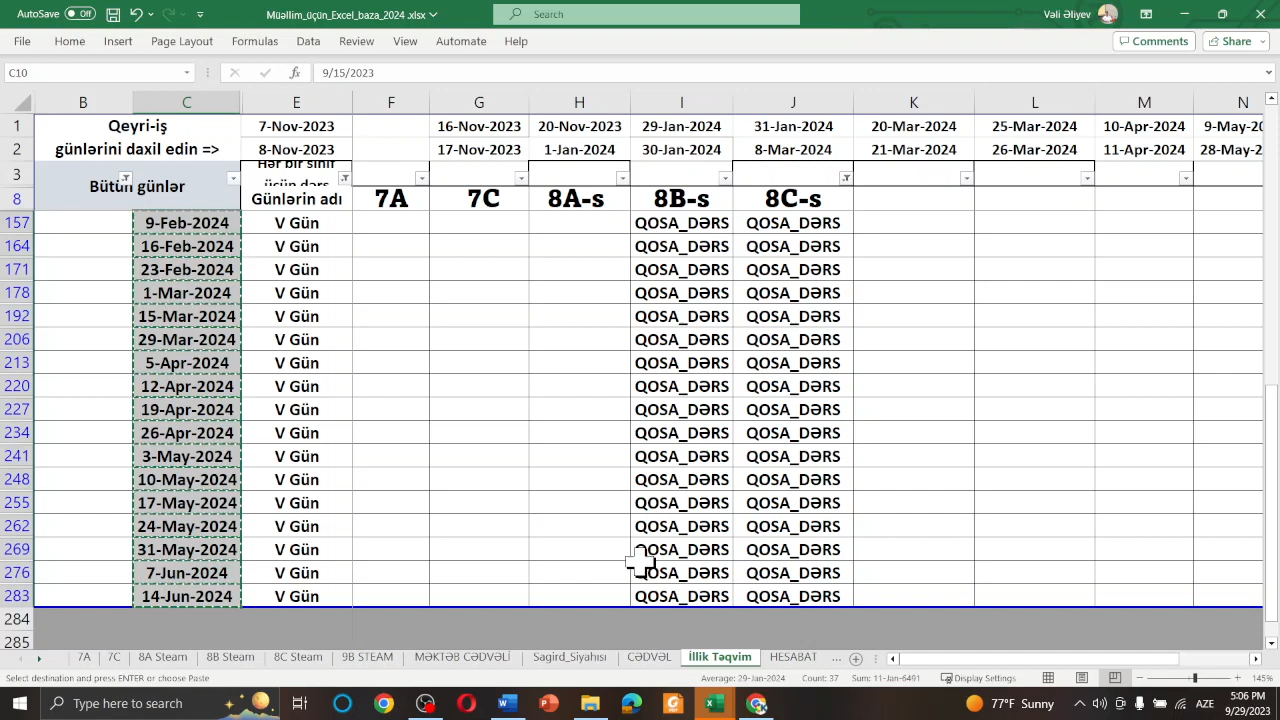 AutoSave Off Müəllim_üçün_Excel_baza_2024 .xlsx Search Vəli Əliyev
File Home Insert Page Layout Formulas Data Review View Automate Help Comments Share
C10 fx 9/15/2023
B C E F G H I J K L M N
1 Qeyri-iş 7-Nov-2023 16-Nov-2023 20-Nov-2023 29-Jan-2024 31-Jan-2024 20-Mar-2024 25-Mar-2024 10-Apr-2024 9-May-2
2 günlərini daxil edin => 8-Nov-2023 17-Nov-2023 1-Jan-2024 30-Jan-2024 8-Mar-2024 21-Mar-2024 26-Mar-2024 11-Apr-2024 28-May-2
3 Bütün günlər Hər bir sinif
üçün dərs
8 Günlərin adı 7A 7C 8A-s 8B-s 8C-s
157 9-Feb-2024 V Gün QOSA_DƏRS QOSA_DƏRS
164 16-Feb-2024 V Gün QOSA_DƏRS QOSA_DƏRS
171 23-Feb-2024 V Gün QOSA_DƏRS QOSA_DƏRS
178 1-Mar-2024 V Gün QOSA_DƏRS QOSA_DƏRS
192 15-Mar-2024 V Gün QOSA_DƏRS QOSA_DƏRS
206 29-Mar-2024 V Gün QOSA_DƏRS QOSA_DƏRS
213 5-Apr-2024 V Gün QOSA_DƏRS QOSA_DƏRS
220 12-Apr-2024 V Gün QOSA_DƏRS QOSA_DƏRS
227 19-Apr-2024 V Gün QOSA_DƏRS QOSA_DƏRS
234 26-Apr-2024 V Gün QOSA_DƏRS QOSA_DƏRS
241 3-May-2024 V Gün QOSA_DƏRS QOSA_DƏRS
248 10-May-2024 V Gün QOSA_DƏRS QOSA_DƏRS
255 17-May-2024 V Gün QOSA_DƏRS QOSA_DƏRS
262 24-May-2024 V Gün QOSA_DƏRS QOSA_DƏRS
269 31-May-2024 V Gün QOSA_DƏRS QOSA_DƏRS
276 7-Jun-2024 V Gün QOSA_DƏRS QOSA_DƏRS
283 14-Jun-2024 V Gün QOSA_DƏRS QOSA_DƏRS
284
285
7A 7C 8A Steam 8B Steam 8C Steam 9B STEAM MƏKTƏB CƏDVƏLİ Sagird_Siyahısı CƏDVƏL İllik Təqvim HESABAT ...
Select destination and press ENTER or choose Paste Average: 29-Jan-2024 Count: 37 Sum: 11-Jan-6491 Display Settings 145%
Type here to search 77°F Sunny AZE 5:06 PM
9/29/2023